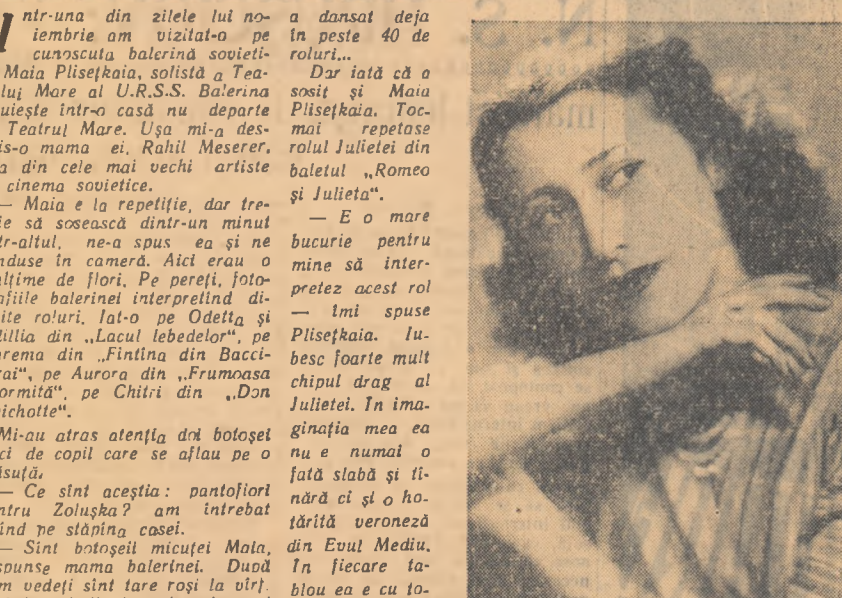 ntr-una din zilele lui no-
iembrie am vizitat-o pe
cunoscuta balerină sovieti-
Maia Plisețkaia, solistă a Tea-
lui Mare al U.R.S.S. Balerina
uiește într-o casă nu departe
Teatrul Mare. Ușa mi-a des-
is-o mama ei, Rahil Messerer,
a din cele mai vechi artiste
cinema sovietice.
— Maia e la repetiție, dar tre-
ie să sosească dintr-un minut
tr-altul, ne-a spus ea și ne
nduse în cameră. Aici erau o
ulțime de flori. Pe pereți, foto-
afiile balerinei interpretînd di-
ite roluri. Iat-o pe Odetta și
illia din „Lacul lebedelor", pe
rema din „Fîntîna din Bacci-
rai", pe Aurora din „Frumoasa
ormită", pe Chitri din „Don
ichotte".
Mi-au atras atenția doi botoșei
ci de copil care se aflau pe o
ăsuță.
— Ce sînt aceștia : pantofiori
ntru Zolușka ? am întrebat
înd pe stăpîna casei.
— Sînt botoșeii micuței Maia,
spunse mama balerinei. După
m vedeți sînt tare roși la vîrf.
a dansat deja
în peste 40 de
roluri...
Dar iată că a
sosit și Maia
Plisețkaia. Toc-
mai repetase
rolul Julietei din
baletul „Romeo
și Julieta".
— E o mare
bucurie pentru
mine să inter-
pretez acest rol
— îmi spuse
Plisețkaia. Iu-
besc foarte mult
chipul drag al
Julietei. În ima-
ginația mea ea
nu e numai o
fată slabă și tî-
nără ci și o ho-
tărîtă veroneză
din Evul Mediu.
În fiecare ta-
blou ea e cu to-